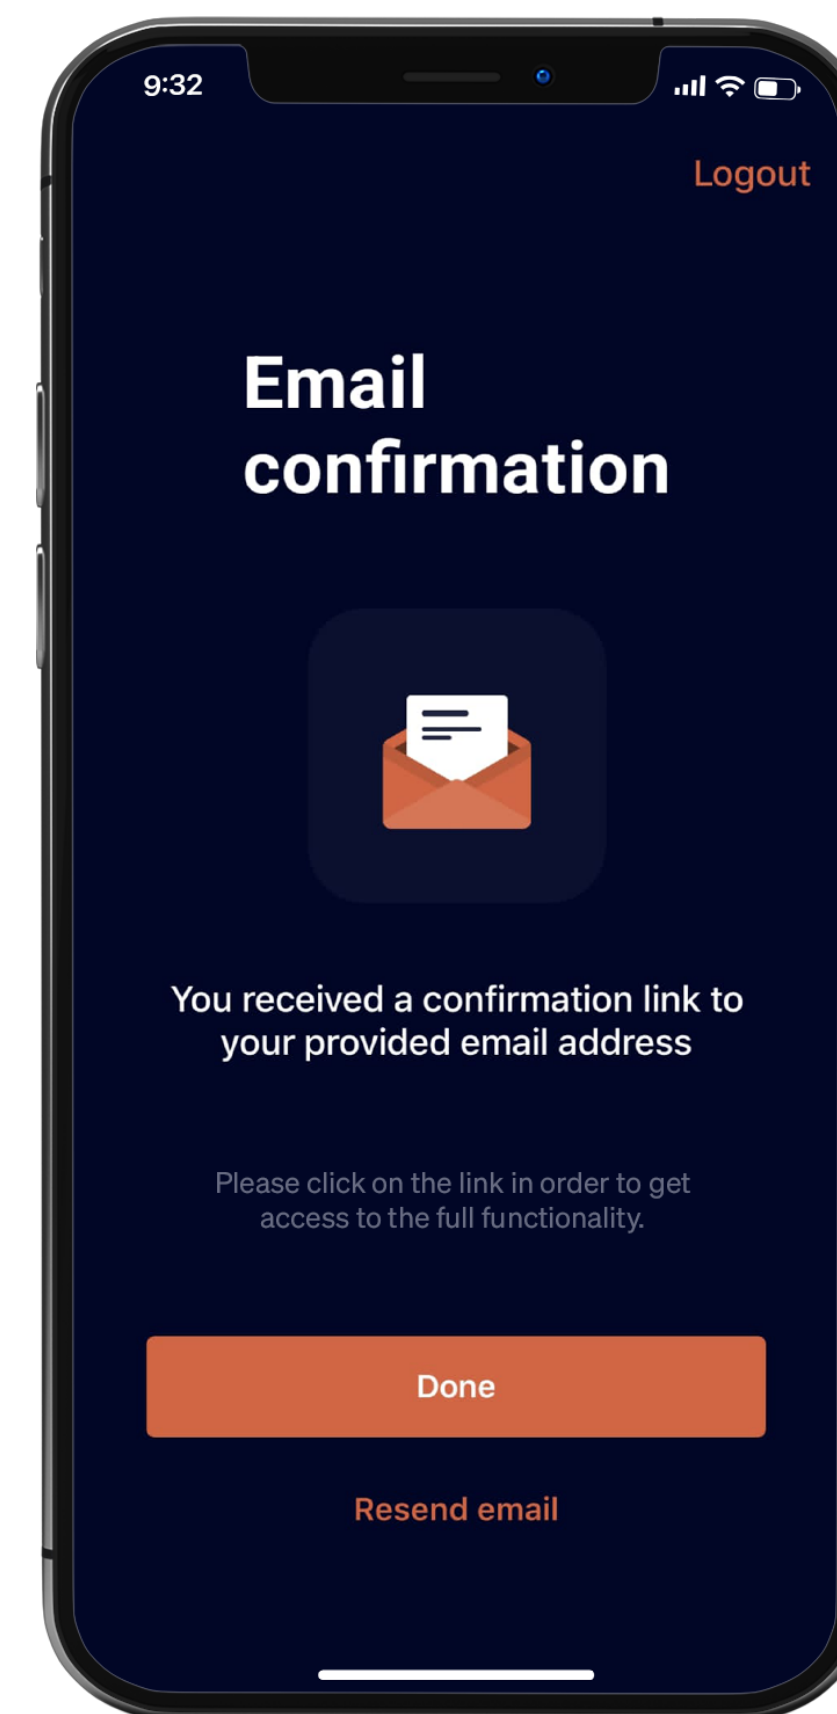 9:32
Logout
Email
confirmation
You received a confirmation link to
your provided email address
Please click on the link in order to get
access to the full functionality.
Done
Resend email